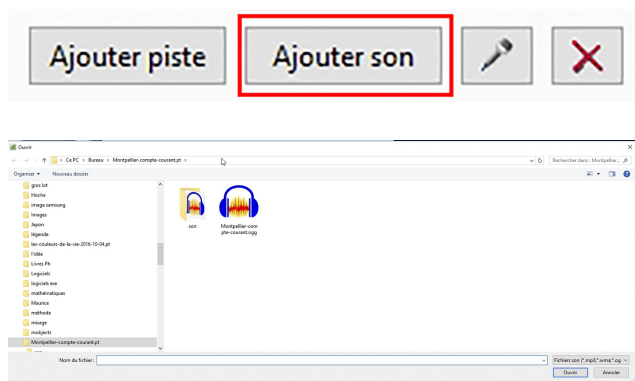 Ajouter piste Ajouter son
Ouvrir
Ce PC › Bureau › Montpellier-compte-courant.pt › Rechercher dans : Montpellier...
Organiser Nouveau dossier
gros lot
Hoche
image samsung
Images
Japon
légende
les-couleurs-de-la-vie-2016-10-04.pt
l'idée
Livres Ph
Logiciels
logiciels exe
mathématiques
Maurice
méthode
mixage
mobjects
Montpellier-compte-courant.pt
son
Montpellier-com
pte-courant.ogg
Nom du fichier : Fichiers son (*.mp3;*.wma;*.og
Ouvrir Annuler